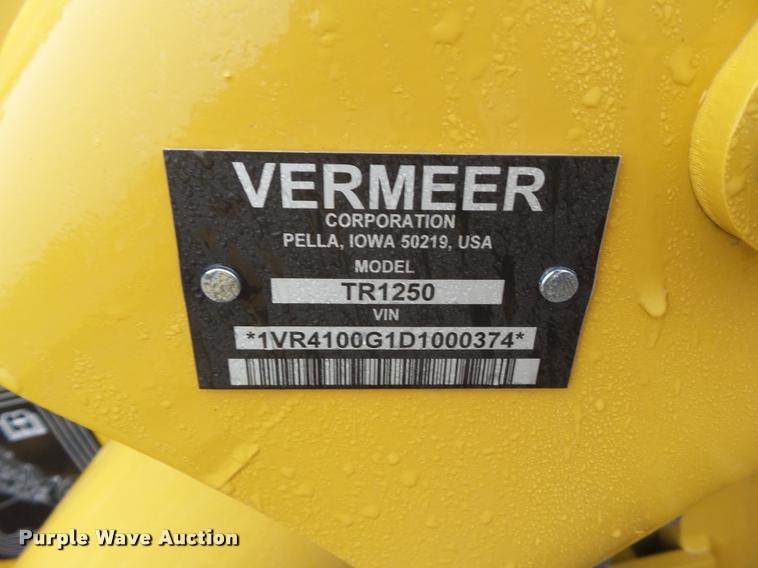 VERMEER
CORPORATION
PELLA, IOWA 50219, USA
MODEL
TR1250
VIN
*1VR4100G1D1000374*
Purple Wave Auction